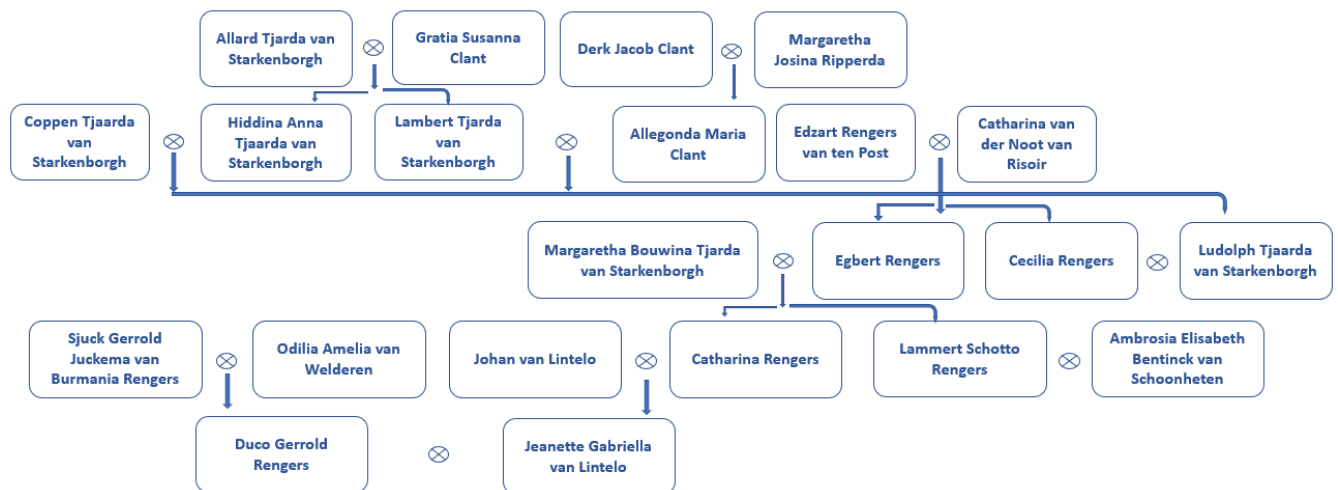 Allard Tjarda van
Starkenborgh
Gratia Susanna
Clant
Derk Jacob Clant
Margaretha
Josina Ripperda
Coppen Tjaarda
van
Starkenborgh
Hiddina Anna
Tjaarda van
Starkenborgh
Lambert Tjarda
van
Starkenborgh
Allegonda Maria
Clant
Edzart Rengers
van ten Post
Catharina van
der Noot van
Risoir
Margaretha Bouwina Tjarda
van Starkenborgh
Egbert Rengers
Cecilia Rengers
Ludolph Tjaarda
van Starkenborgh
Sjuck Gerrold
Juckema van
Burmania Rengers
Odilia Amelia van
Welderen
Johan van Lintelo
Catharina Rengers
Lammert Schotto
Rengers
Ambrosia Elisabeth
Bentinck van
Schoonheten
Duco Gerrold
Rengers
Jeanette Gabriella
van Lintelo